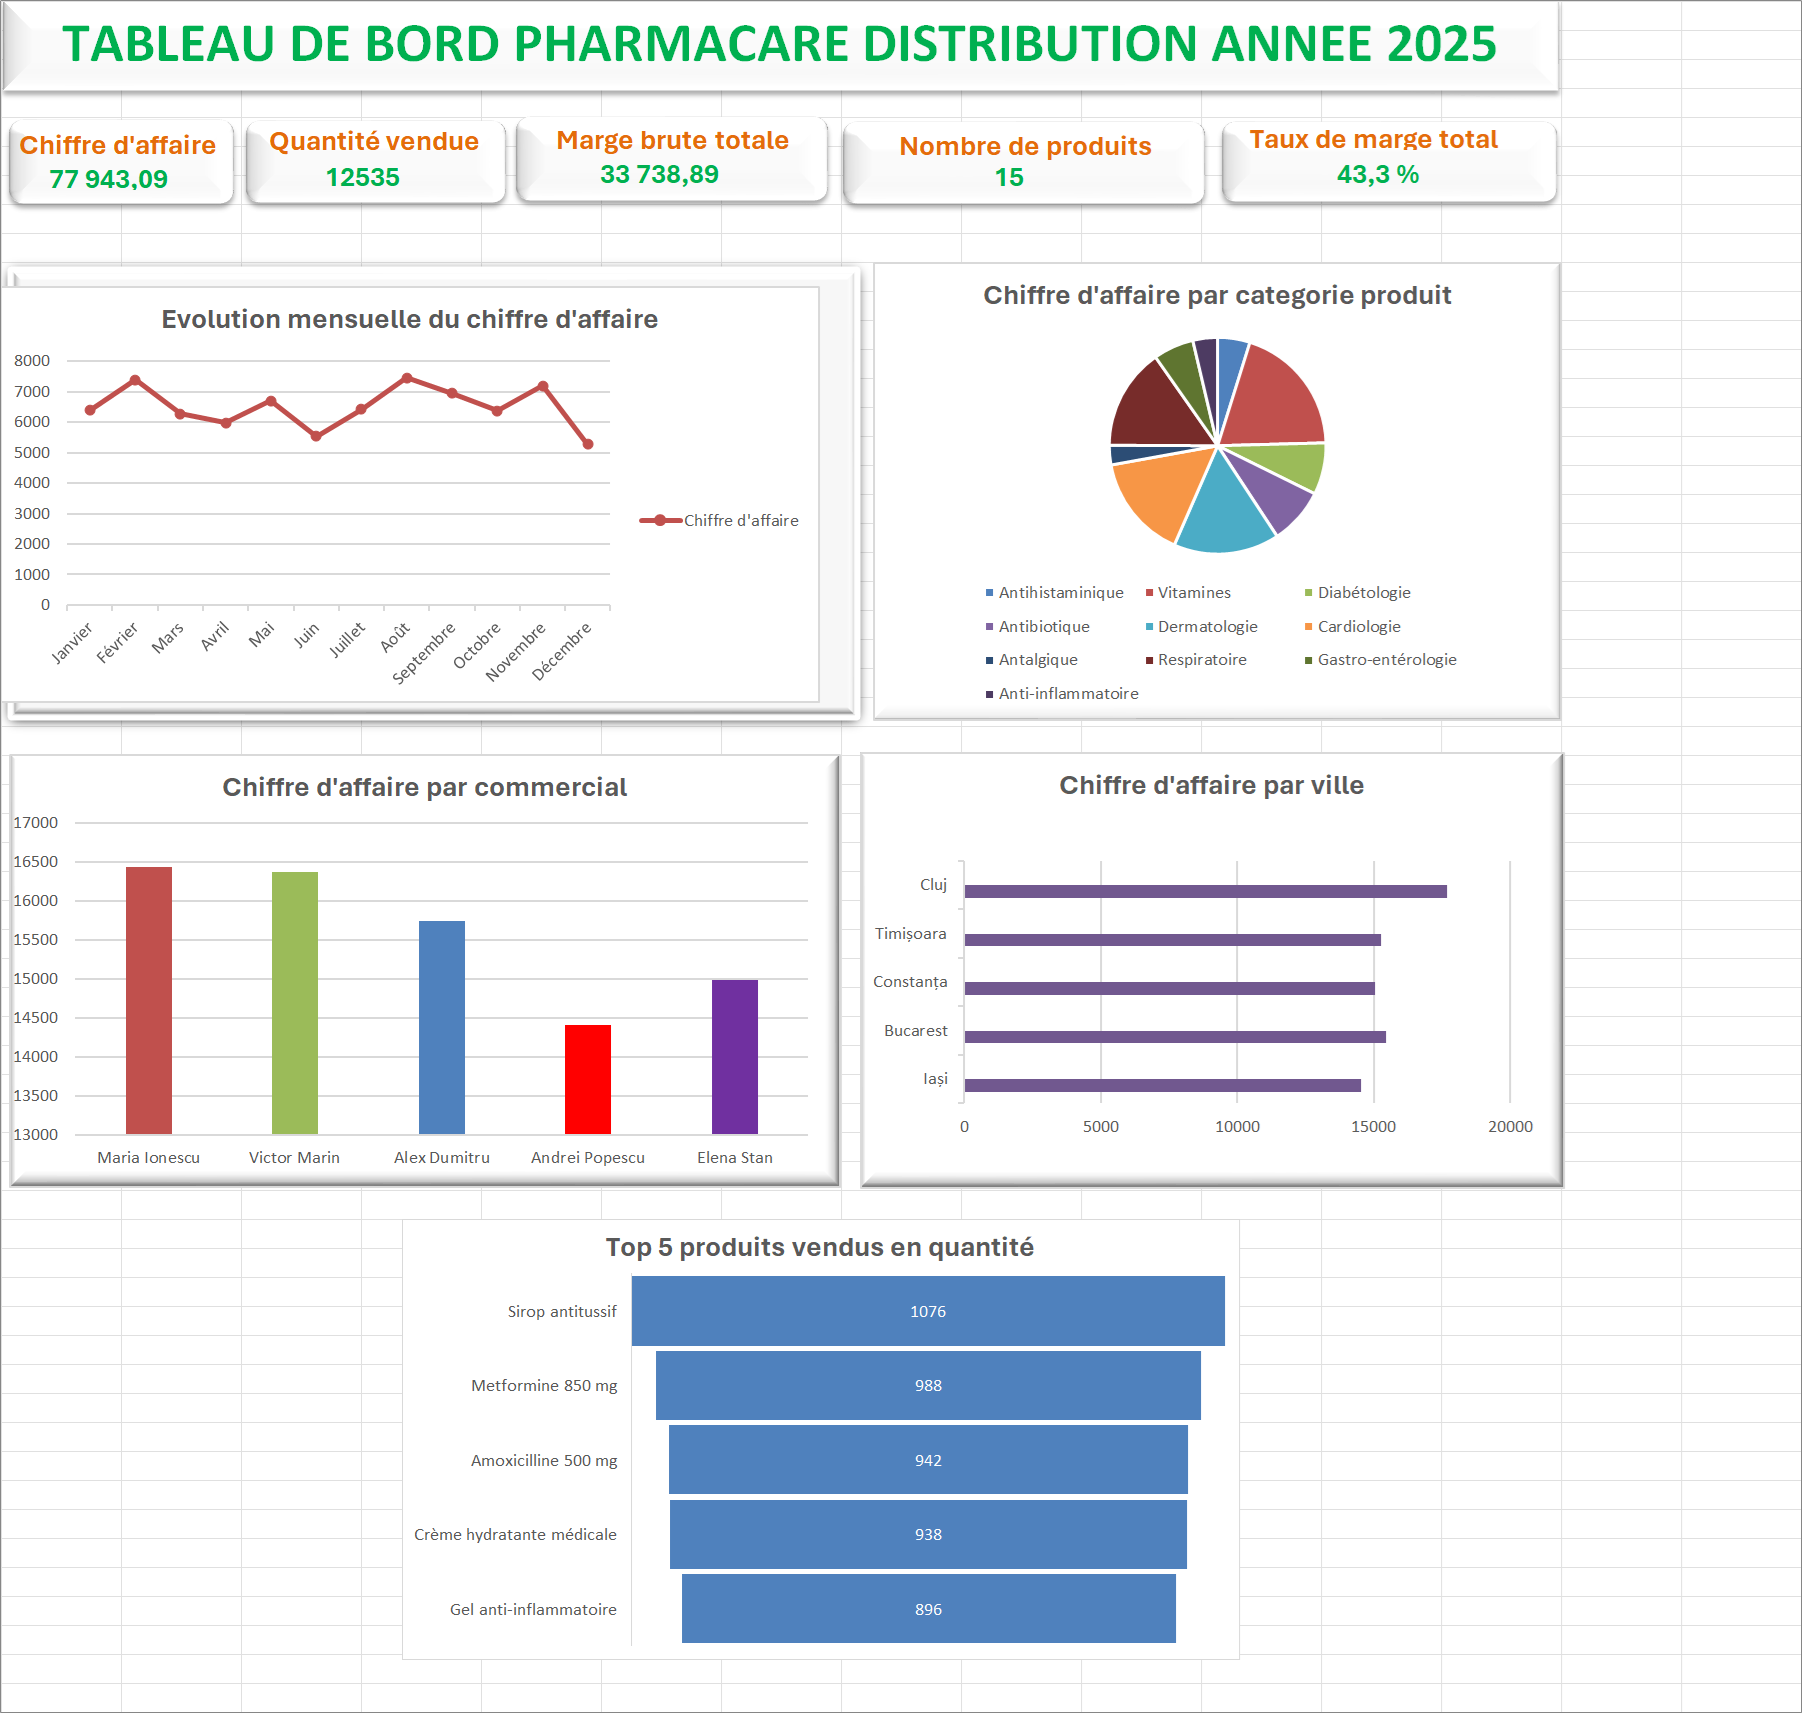 TABLEAU DE BORD PHARMACARE DISTRIBUTION ANNEE 2025
Chiffre d'affaire
77 943,09
Quantité vendue
12535
Marge brute totale
33 738,89
Nombre de produits
15
Taux de marge total
43,3 %
Evolution mensuelle du chiffre d'affaire
8000
7000
6000
5000
4000
3000
2000
1000
0
Janvier
Février
Mars
Avril
Mai
Juin
Juillet
Août
Septembre
Octobre
Novembre
Décembre
Chiffre d'affaire
Chiffre d'affaire par categorie produit
Antihistaminique
Vitamines
Diabétologie
Antibiotique
Dermatologie
Cardiologie
Antalgique
Respiratoire
Gastro-entérologie
Anti-inflammatoire
Chiffre d'affaire par commercial
17000
16500
16000
15500
15000
14500
14000
13500
13000
Maria Ionescu
Victor Marin
Alex Dumitru
Andrei Popescu
Elena Stan
Chiffre d'affaire par ville
Cluj
Timișoara
Constanța
Bucarest
Iași
0
5000
10000
15000
20000
Top 5 produits vendus en quantité
Sirop antitussif
1076
Metformine 850 mg
988
Amoxicilline 500 mg
942
Crème hydratante médicale
938
Gel anti-inflammatoire
896